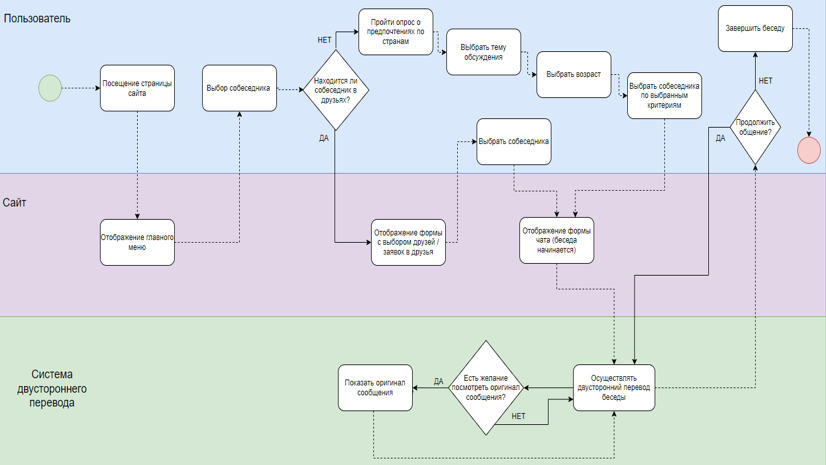 Пользователь
Посещение страницы
сайта
Выбор собеседника
Находится ли
собеседник в
друзьях?
НЕТ
ДА
Пройти опрос о
предпочтениях по
странам
Выбрать тему
обсуждения
Выбрать возраст
Выбрать собеседника
по выбранным
критериям
Выбрать собеседника
Завершить беседу
НЕТ
Продолжить
общение?
ДА
Сайт
Отображение главного
меню
Отображение формы
с выбором друзей /
заявок в друзья
Отображение формы
чата (беседа
начинается)
Система
двустороннего
перевода
Показать оригинал
сообщения
ДА
Есть желание
посмотреть оригинал
сообщения?
НЕТ
Осуществлять
двусторонний перевод
беседы